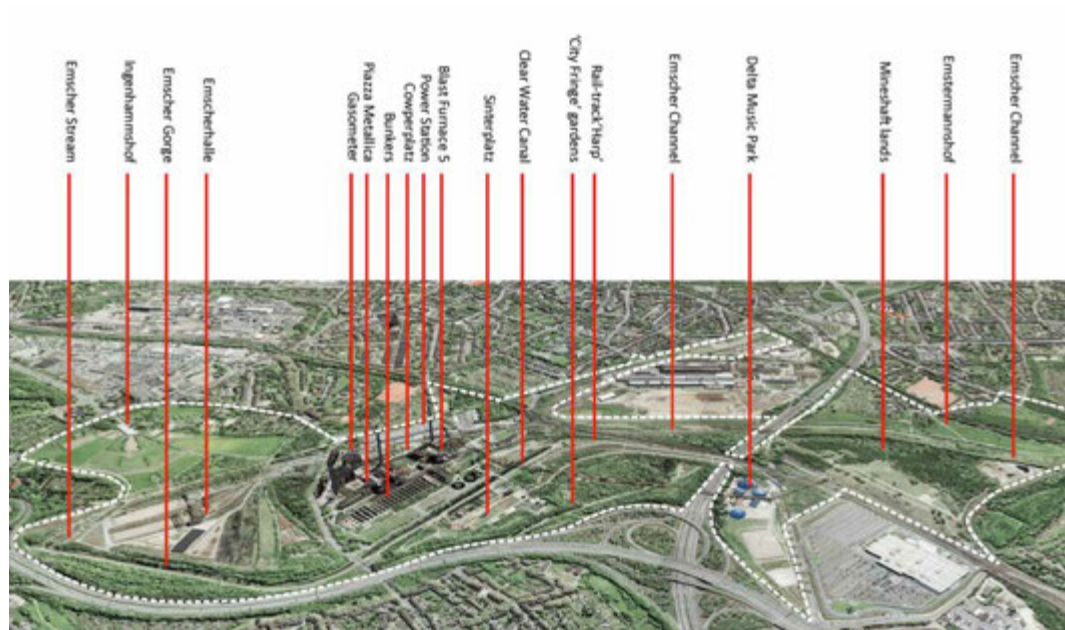 Emscher Stream
Ingenhammshof
Emscher Gorge
Emscherhalle
Gasometer
Piazza Metallica
Bunkers
Cowperplatz
Power Station
Blast Furnace 5
Sinterplatz
Clear Water Canal
'City Fringe' gardens
Rail-track'Harp'
Emscher Channel
Delta Music Park
Mineshaft lands
Emstermannshof
Emscher Channel